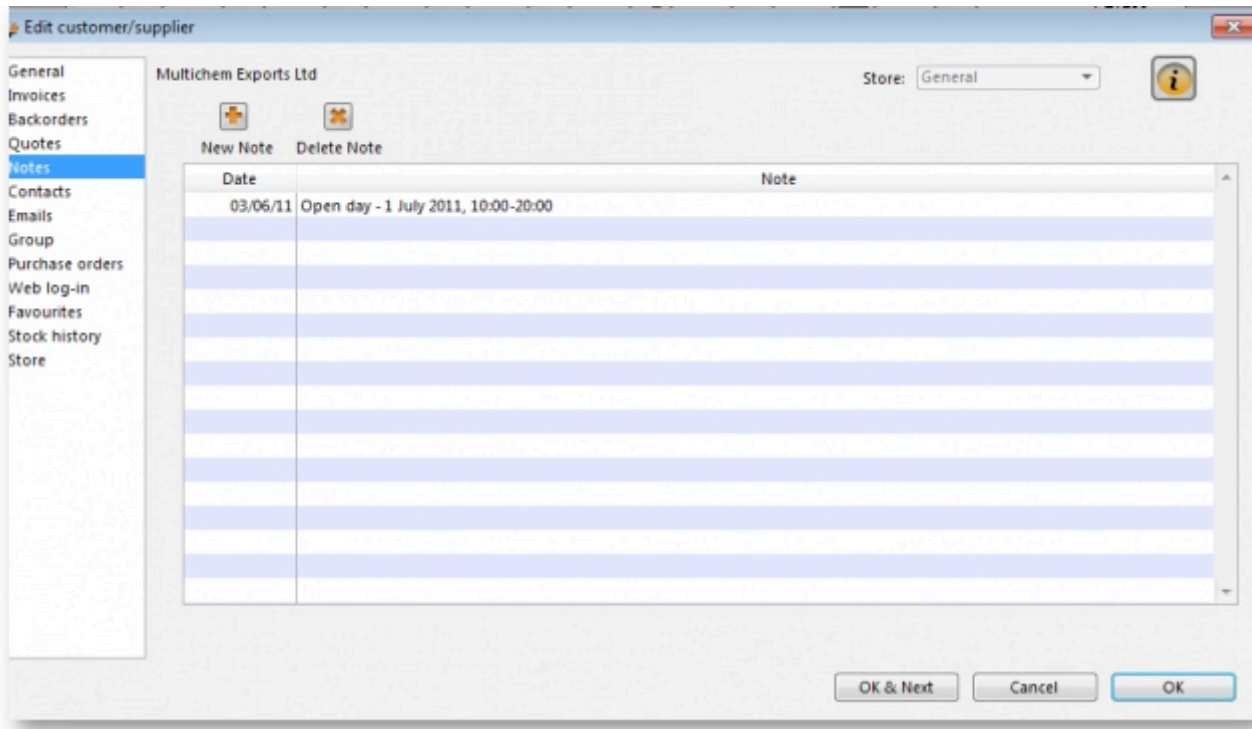 Edit customer/supplier
General
Invoices
Backorders
Quotes
Notes
Contacts
Emails
Group
Purchase orders
Web log-in
Favourites
Stock history
Store
Multichem Exports Ltd
Store: General
New Note Delete Note
Date Note
03/06/11 Open day - 1 July 2011, 10:00-20:00
OK & Next Cancel OK